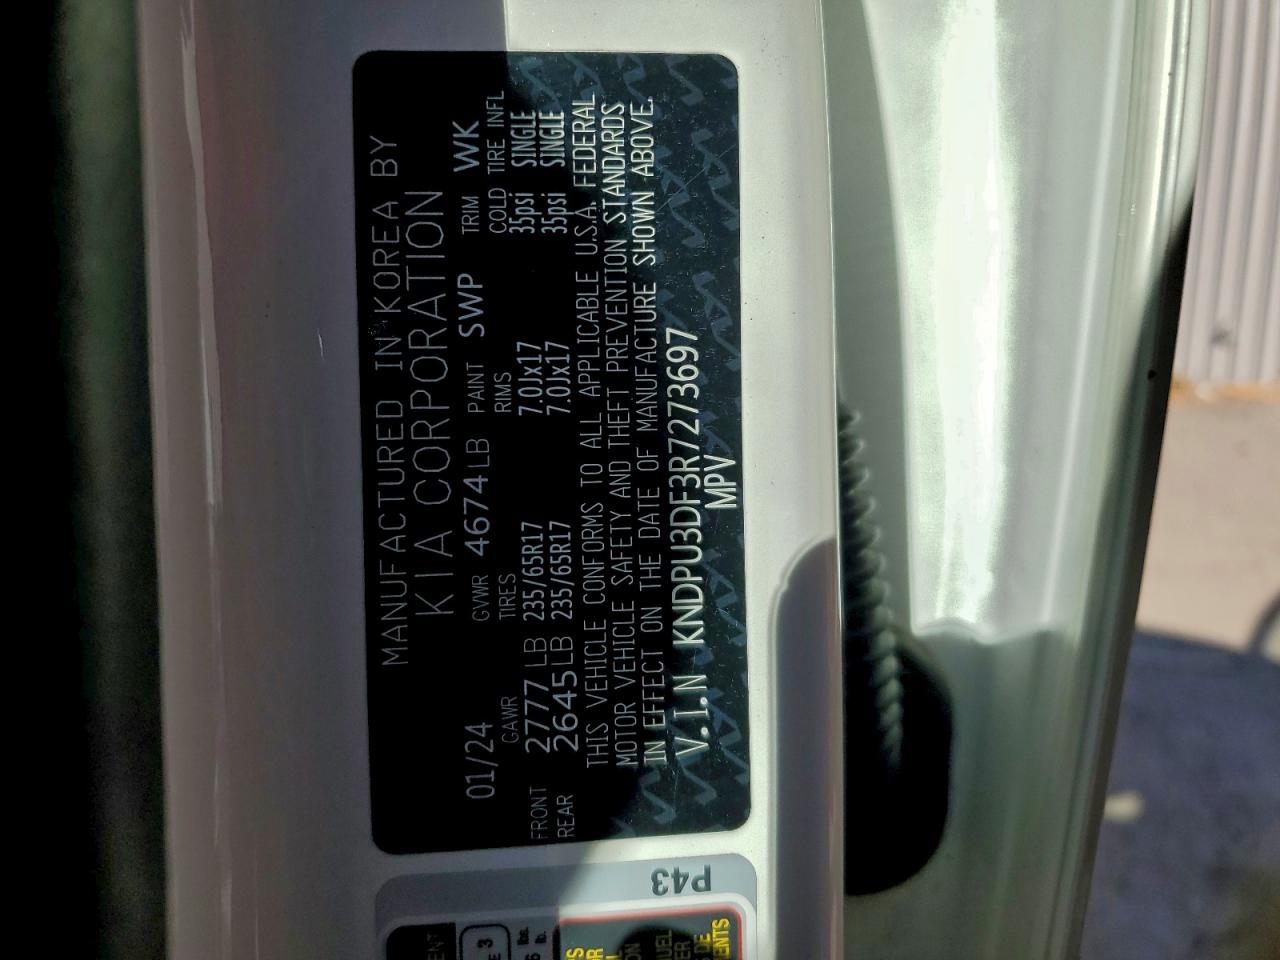 MANUFACTURED IN KOREA BY
KIA CORPORATION
01/24 GVWR 4674LB PAINT SWP TRIM WK
GAWR TIRES RIMS COLD TIRE INFL
FRONT 2777 LB 235/65R17 7.0Jx17 35psi SINGLE
REAR 2645LB 235/65R17 7.0Jx17 35psi SINGLE
THIS VEHICLE CONFORMS TO ALL APPLICABLE U.S.A. FEDERAL
MOTOR VEHICLE SAFETY AND THEFT PREVENTION STANDARDS
IN EFFECT ON THE DATE OF MANUFACTURE SHOWN ABOVE.
V.I.N KNDPU3DF3R7273697
MPV
P43